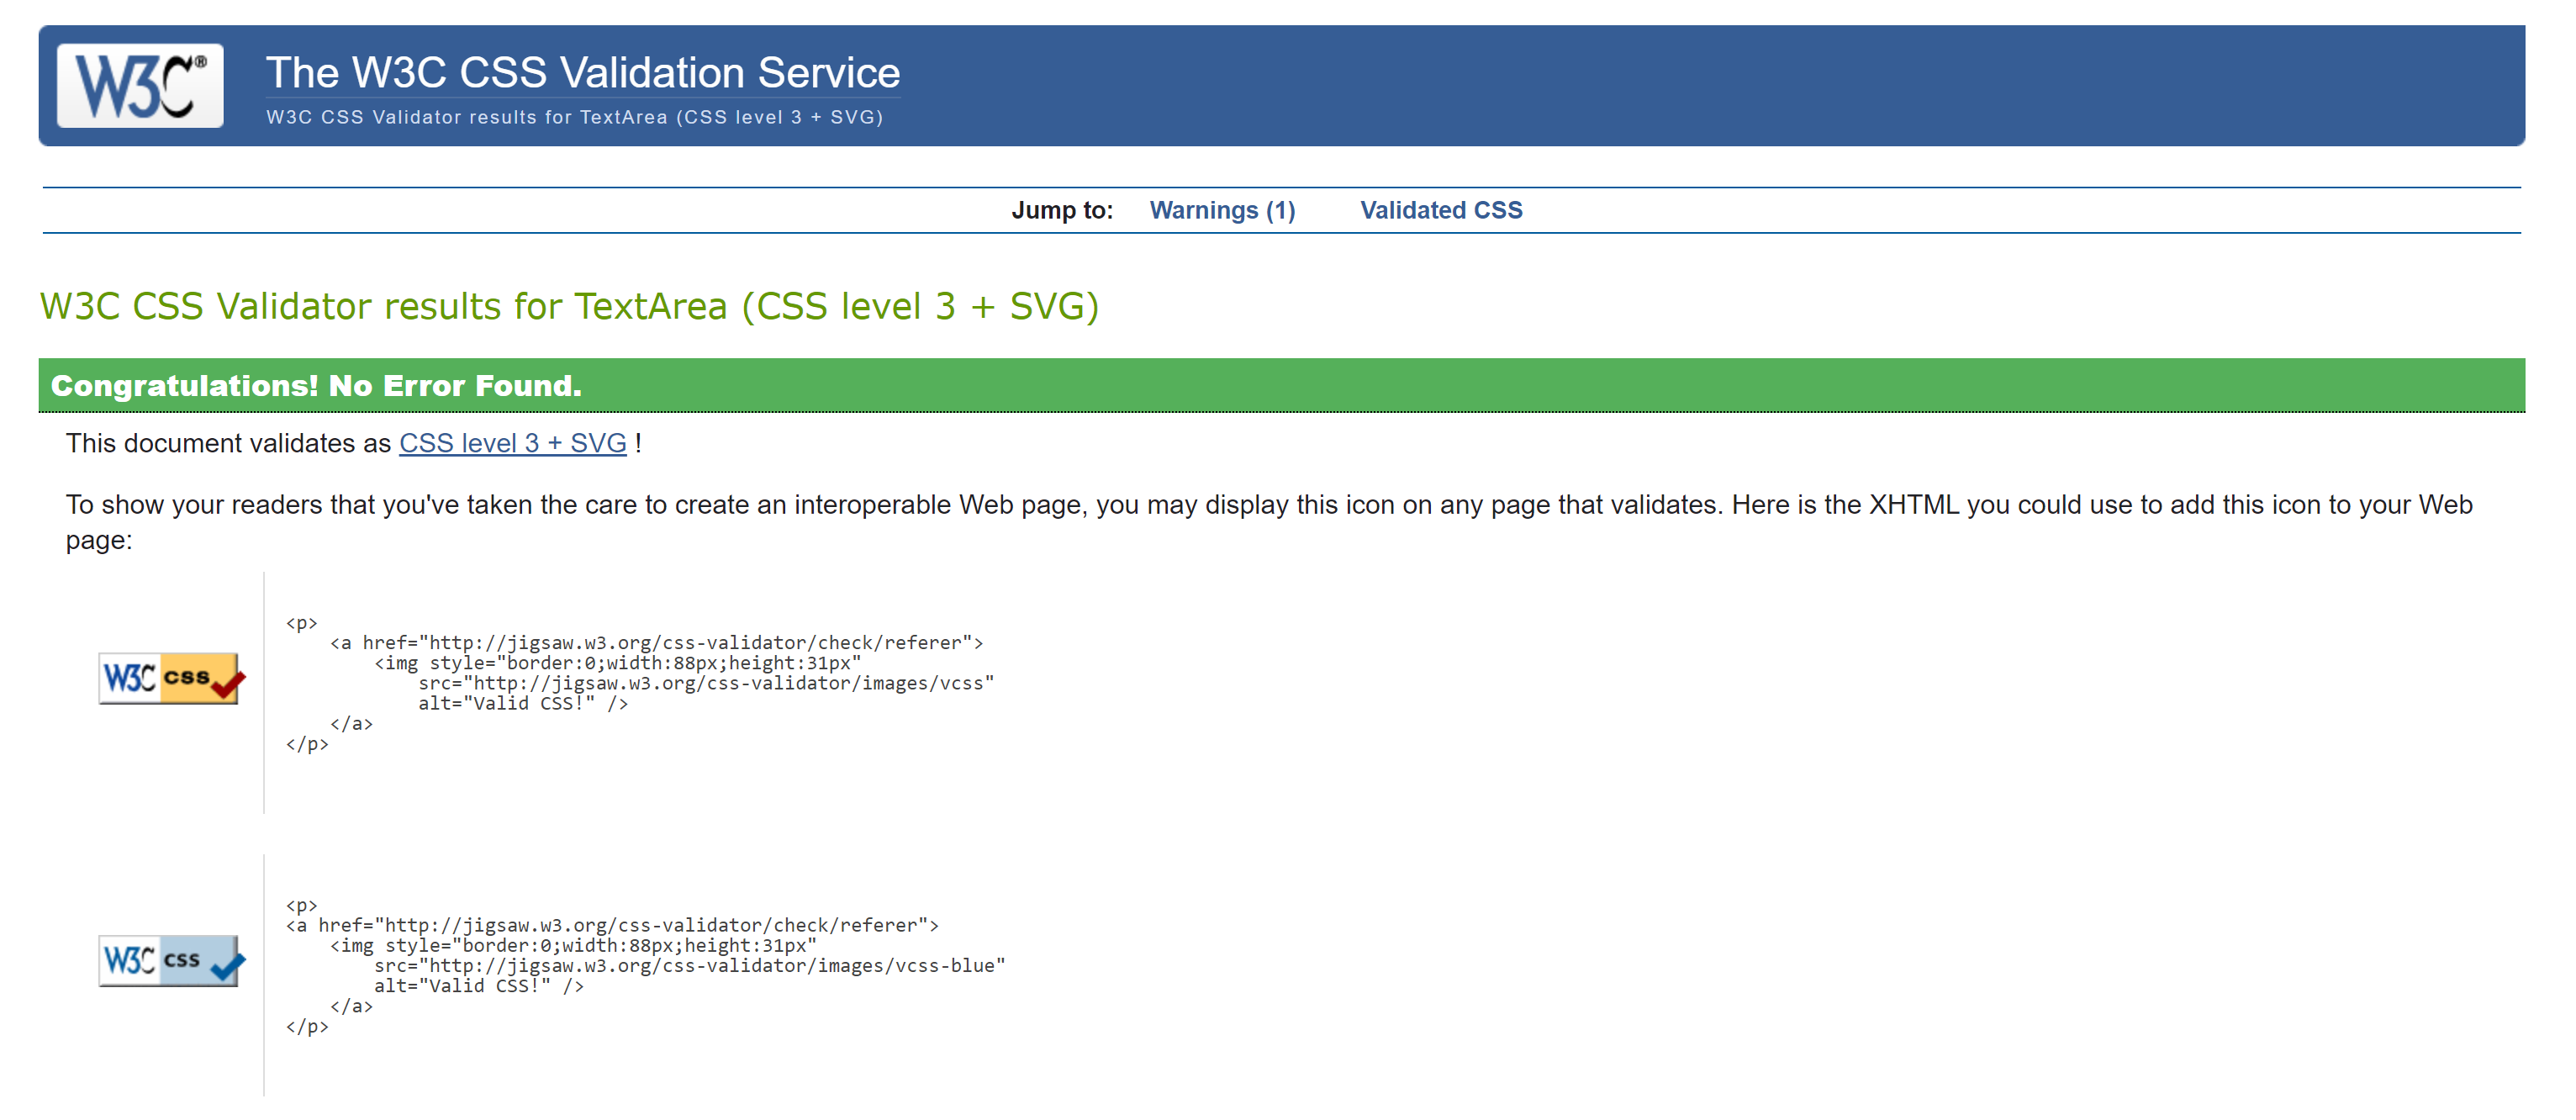 W3C®
The W3C CSS Validation Service
W3C CSS Validator results for TextArea (CSS level 3 + SVG)
Jump to: Warnings (1) Validated CSS
W3C CSS Validator results for TextArea (CSS level 3 + SVG)
Congratulations! No Error Found.
This document validates as CSS level 3 + SVG !
To show your readers that you've taken the care to create an interoperable Web page, you may display this icon on any page that validates. Here is the XHTML you could use to add this icon to your Web
page:
W3C css
<p>
    <a href="http://jigsaw.w3.org/css-validator/check/referer">
        <img style="border:0;width:88px;height:31px"
            src="http://jigsaw.w3.org/css-validator/images/vcss"
            alt="Valid CSS!" />
    </a>
</p>
W3C css
<p>
<a href="http://jigsaw.w3.org/css-validator/check/referer">
    <img style="border:0;width:88px;height:31px"
        src="http://jigsaw.w3.org/css-validator/images/vcss-blue"
        alt="Valid CSS!" />
    </a>
</p>